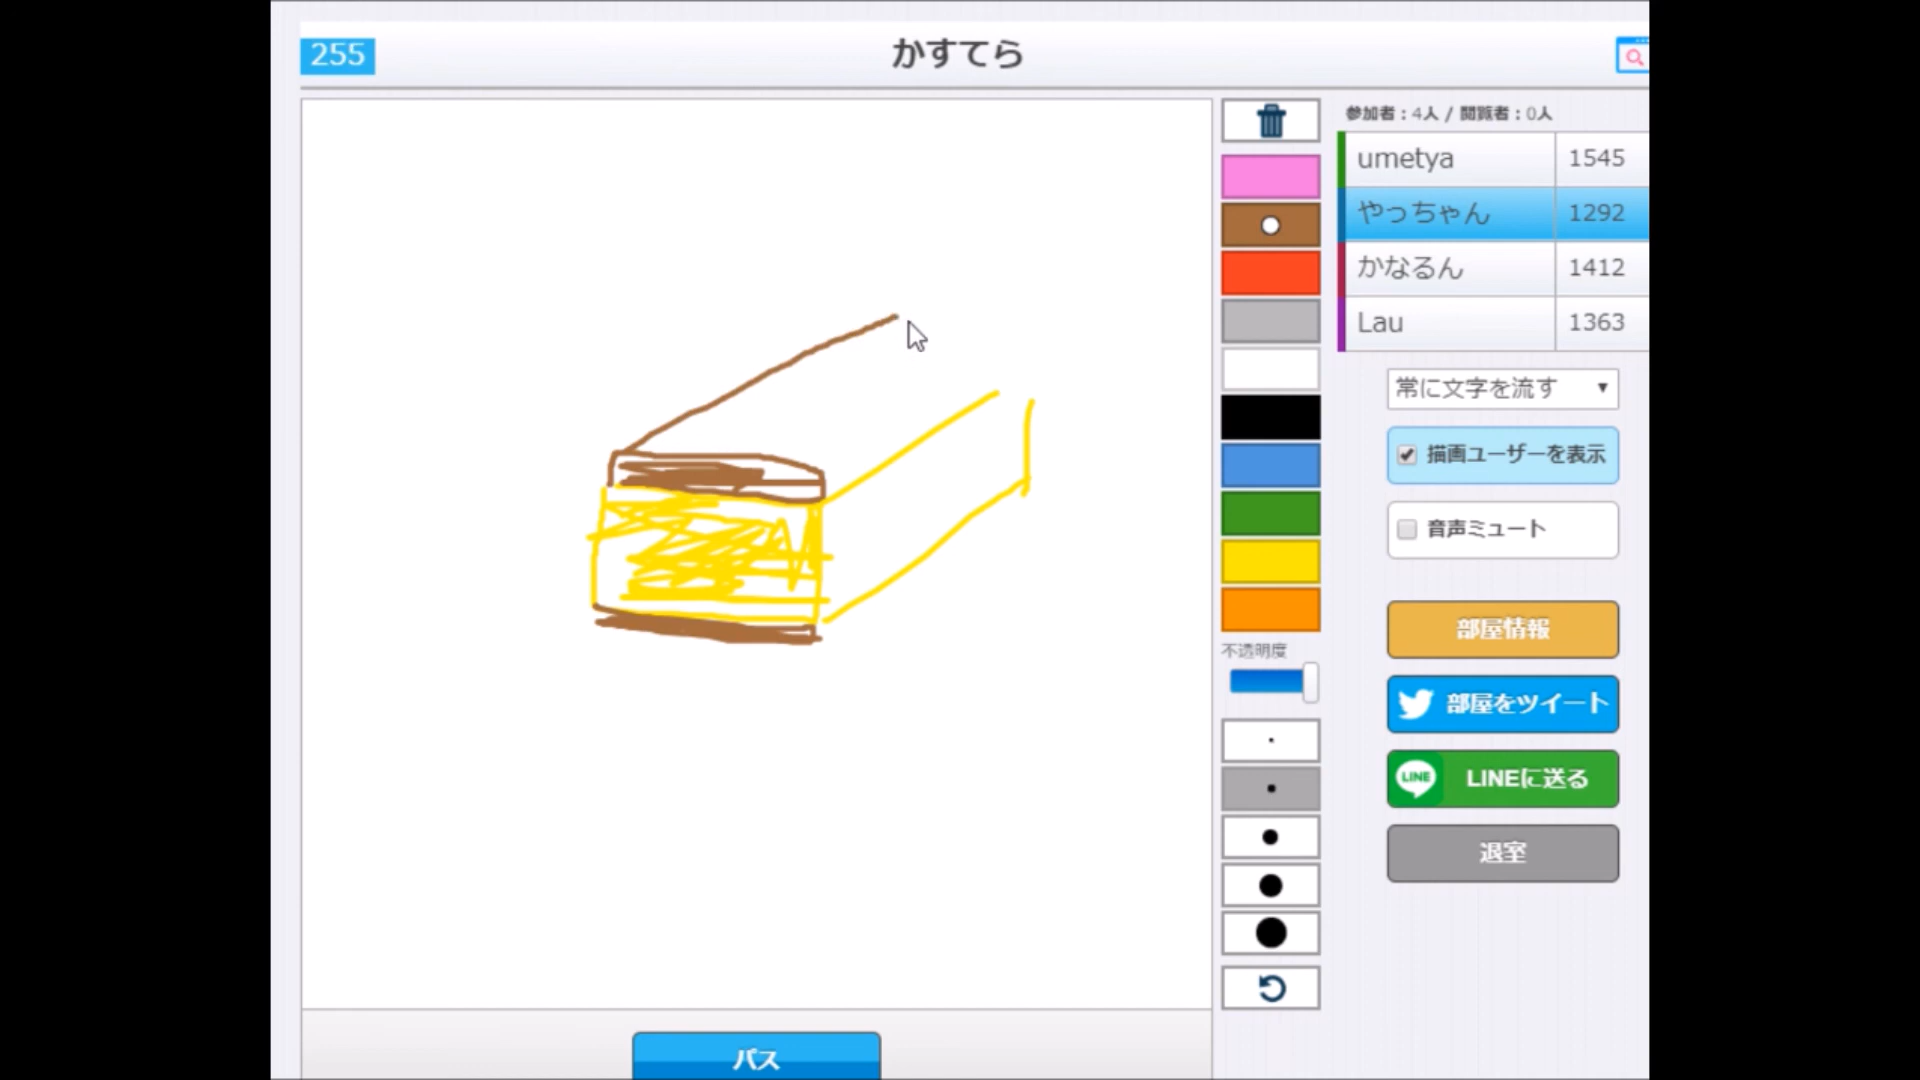 255
かすてら
参加者：4人 / 閲覧者：0人
umetya 1545
やっちゃん 1292
かなるん 1412
Lau 1363
常に文字を流す
描画ユーザーを表示
音声ミュート
不透明度
部屋情報
部屋をツイート
LINE LINEに送る
退室
パス